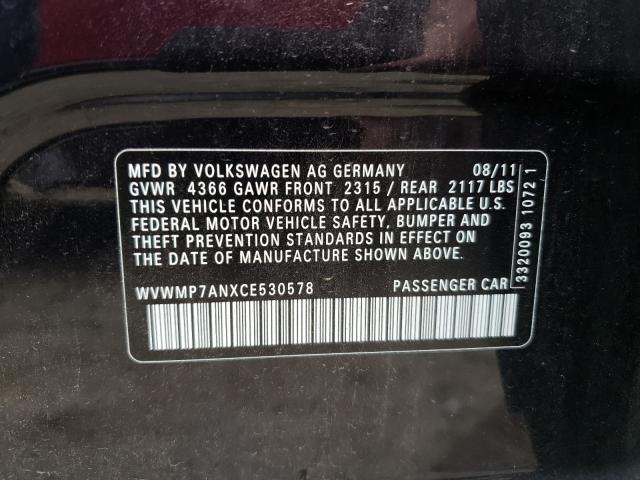 MFD BY VOLKSWAGEN AG GERMANY 08/11
GVWR 4366 GAWR FRONT 2315 / REAR 2117 LBS
THIS VEHICLE CONFORMS TO ALL APPLICABLE U.S.
FEDERAL MOTOR VEHICLE SAFETY, BUMPER AND
THEFT PREVENTION STANDARDS IN EFFECT ON
THE DATE OF MANUFACTURE SHOWN ABOVE.
WVWMP7ANXCE530578 PASSENGER CAR
3320093 1072 1